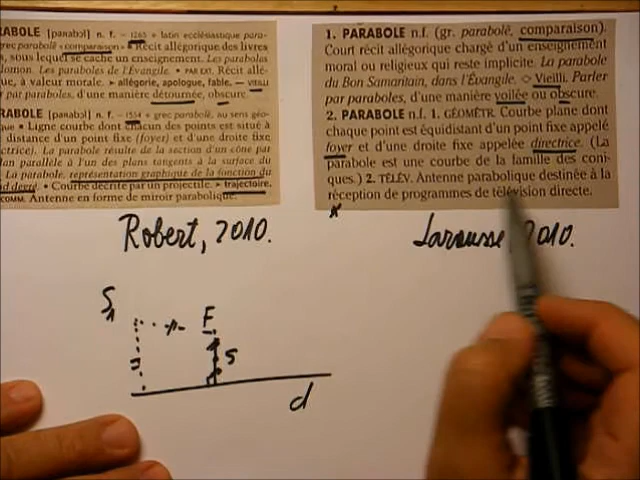 RABOLE [paRabɔl] n. f. – 1265 • latin ecclésiastique para-
grec parabolê « comparaison » ■ Récit allégorique des livres
, sous lequel se cache un enseignement. Les paraboles
lomon. Les paraboles de l'Évangile. • PAR EXT. Récit allé-
e, à valeur morale. ➤ allégorie, apologue, fable. — VIEILLI
par paraboles, d'une manière détournée, obscure.
RABOLE [paRabɔl] n. f. – 1554 • grec parabolê, au sens géo-
ue ■ Ligne courbe dont chacun des points est situé à
distance d'un point fixe (foyer) et d'une droite fixe
trice). La parabole résulte de la section d'un cône par
lan parallèle à l'un des plans tangents à la surface du
La parabole, représentation graphique de la fonction du
d degré. • Courbe décrite par un projectile. ➤ trajectoire.
COMM. Antenne en forme de miroir parabolique.
1. PARABOLE n.f. (gr. parabolê, comparaison).
Court récit allégorique chargé d'un enseignement
moral ou religieux qui reste implicite. La parabole
du Bon Samaritain, dans l'Évangile. ◇ Vieilli. Parler
par paraboles, d'une manière voilée ou obscure.
2. PARABOLE n.f. 1. GÉOMÉTR. Courbe plane dont
chaque point est équidistant d'un point fixe appelé
foyer et d'une droite fixe appelée directrice. (La
parabole est une courbe de la famille des coni-
ques.) 2. TÉLÉV. Antenne parabolique destinée à la
réception de programmes de télévision directe.
Robert, 2010.
Larousse, 2010.
S₁
F
S
d